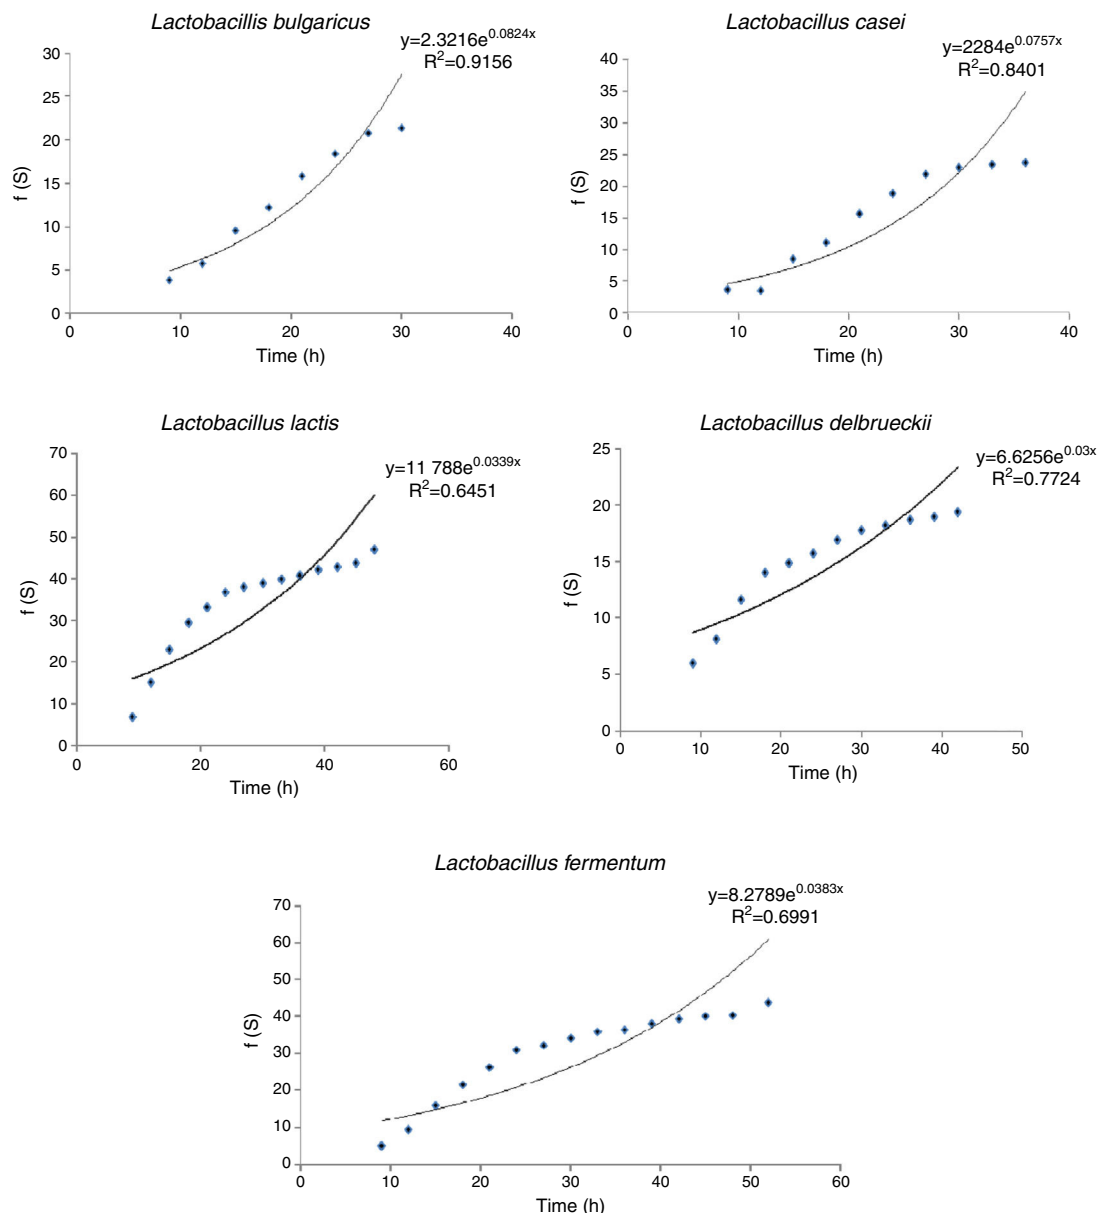 Lactobacillis bulgaricus
y=2.3216e^0.0824x
R²=0.9156
30
25
20
15
10
5
0
f (S)
0 10 20 30 40
Time (h)
Lactobacillus casei
y=2284e^0.0757x
R²=0.8401
40
35
30
25
20
15
10
5
0
f (S)
0 10 20 30 40
Time (h)
Lactobacillus lactis
y=11 788e^0.0339x
R²=0.6451
70
60
50
40
30
20
10
0
f (S)
0 20 40 60
Time (h)
Lactobacillus delbrueckii
y=6.6256e^0.03x
R²=0.7724
25
20
15
10
5
0
f (S)
0 10 20 30 40 50
Time (h)
Lactobacillus fermentum
y=8.2789e^0.0383x
R²=0.6991
70
60
50
40
30
20
10
0
f (S)
0 10 20 30 40 50 60
Time (h)